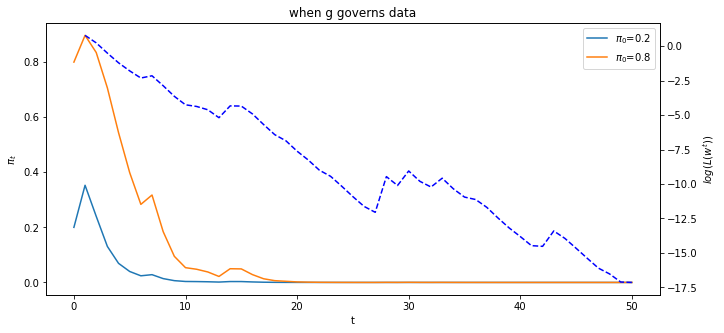 when g governs data
π₀=0.2
π₀=0.8
πₜ
0.8
0.6
0.4
0.2
0.0
0.0
−2.5
−5.0
−7.5
−10.0
−12.5
−15.0
−17.5
log(L(wᵗ))
0 10 20 30 40 50
t